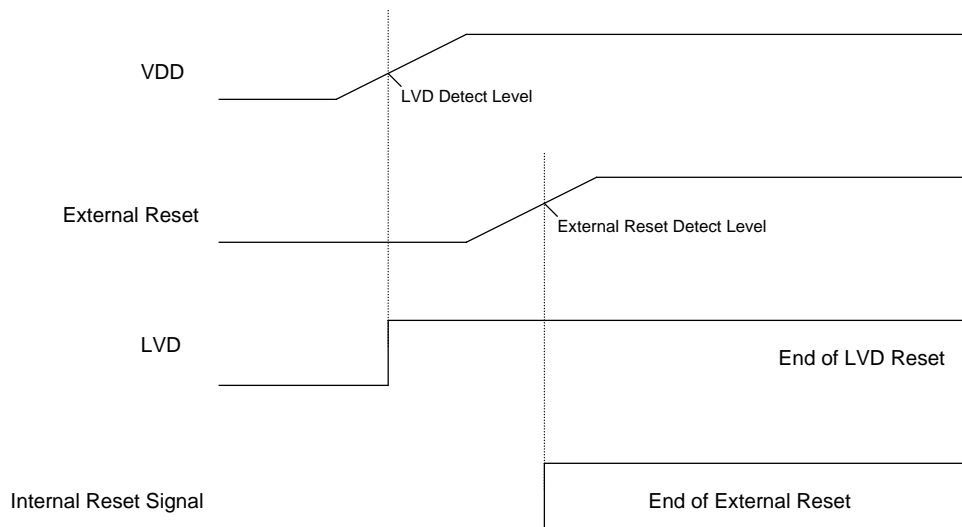 VDD
LVD Detect Level
External Reset
External Reset Detect Level
LVD
End of LVD Reset
Internal Reset Signal
End of External Reset